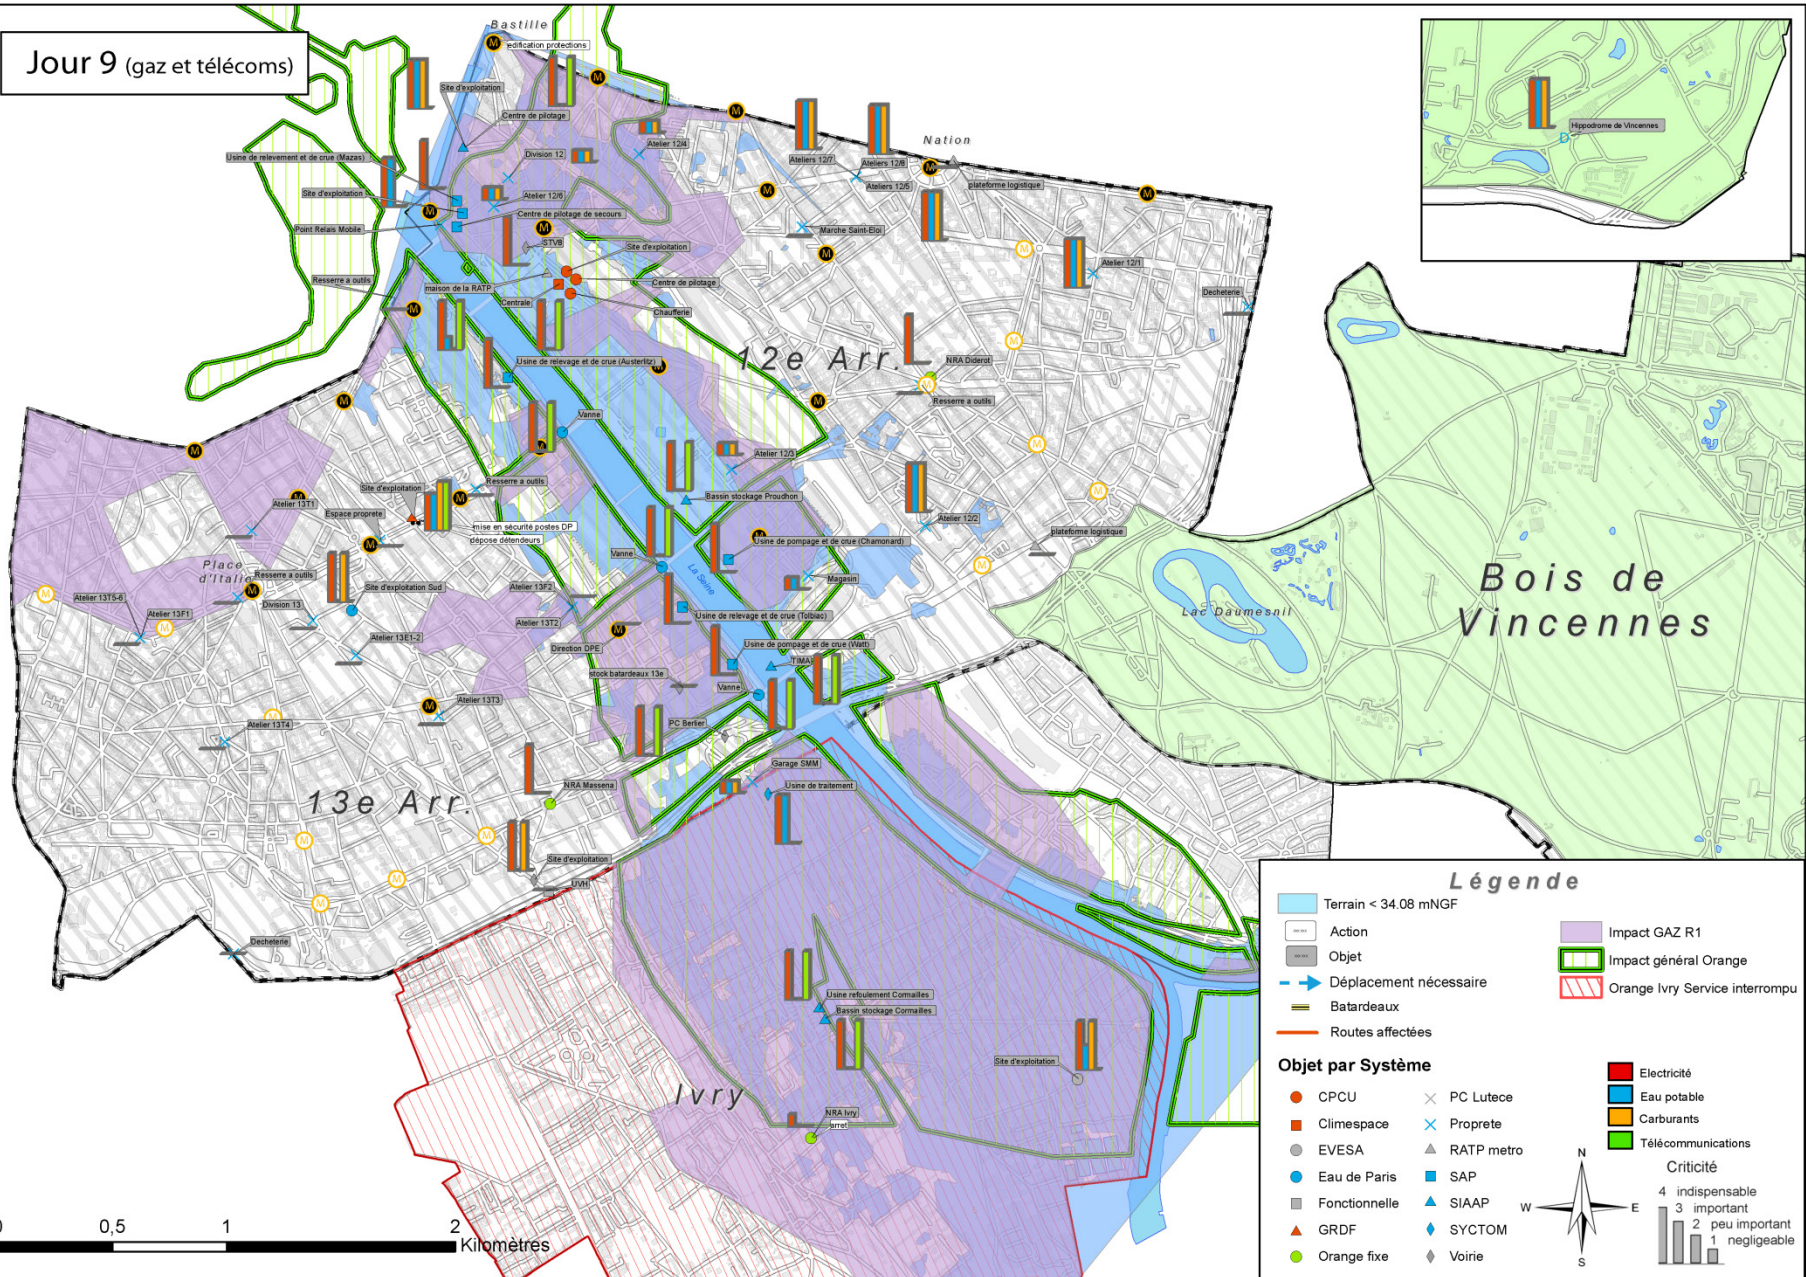 Jour 9 (gaz et télécoms)
Bastille
edification protections
Site d'exploitation
Centre de pilotage
Usine de relevement et de crue (Mazas)
Division 12
Atelier 12/4
Ateliers 12/7
Ateliers 12/8
Nation
Ateliers 12/5
plateforme logistique
Hippodrome de Vincennes
Site d'exploitation
Atelier 12/6
Centre de pilotage de secours
Point Relais Mobile
STV8
Site d'exploitation
Marche Saint-Eloi
Atelier 12/1
Resserre a outils
maison de la RATP
Centre de pilotage
Centrale
Chaufferie
Decheterie
12e Arr.
Usine de relevage et de crue (Austerlitz)
NRA Diderot
Resserre a outils
Vanne
Atelier 12/3
Resserre a outils
Site d'exploitation
Atelier 13T1
Espace proprete
Bassin stockage Proudhon
mise en sécurité postes DP
dépose détendeurs
Atelier 12/2
plateforme logistique
Usine de pompage et de crue (Chamonard)
Vanne
La Seine
Place
d'Italie
Resserre a outils
Site d'exploitation Sud
Atelier 13F2
Magasin
Atelier 13T5-6
Atelier 13F1
Division 13
Atelier 13T2
Usine de relevage et de crue (Tolbiac)
Lac Daumesnil
Bois de
Vincennes
Atelier 13E1-2
Direction DPE
Usine de pompage et de crue (Watt)
TIMA
stock batardeaux 13e
Vanne
Atelier 13T3
Atelier 13T4
PC Berlier
Garage SMM
Usine de traitement
NRA Massena
13e Arr.
Site d'exploitation
UVH
Decheterie
Usine refoulement Cormailles
Bassin stockage Cormailles
Site d'exploitation
Ivry
NRA Ivry
arret
Légende
Terrain < 34.08 mNGF
Action
Objet
Déplacement nécessaire
Batardeaux
Routes affectées
Impact GAZ R1
Impact général Orange
Orange Ivry Service interrompu
Objet par Système
CPCU
Climespace
EVESA
Eau de Paris
Fonctionnelle
GRDF
Orange fixe
PC Lutece
Proprete
RATP metro
SAP
SIAAP
SYCTOM
Voirie
Electricité
Eau potable
Carburants
Télécommunications
Criticité
4 indispensable
3 important
2 peu important
1 negligeable
N
W
E
S
0
0,5
1
2
Kilomètres